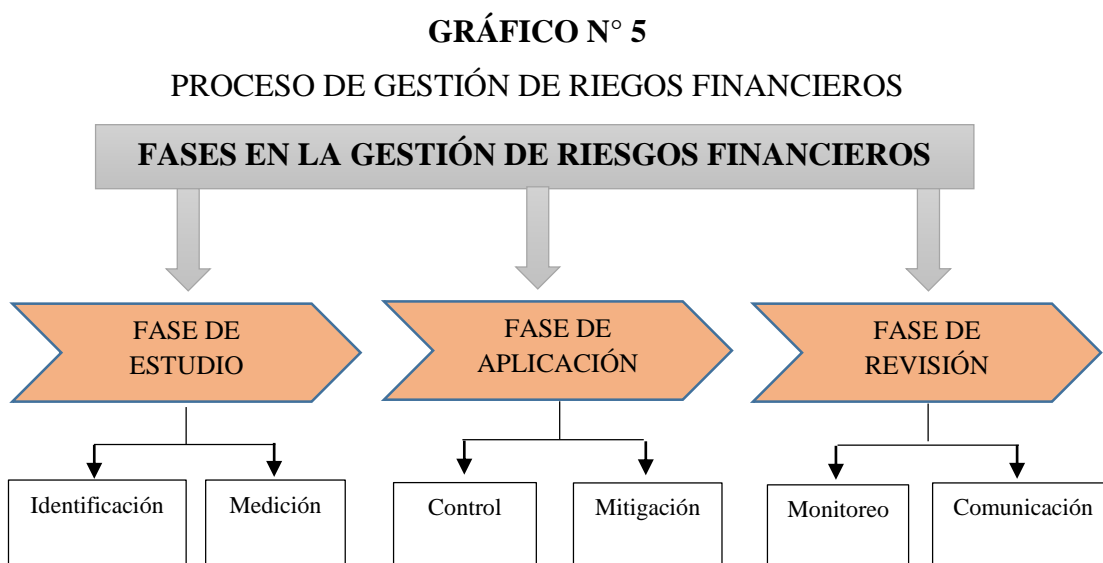 GRÁFICO N° 5
PROCESO DE GESTIÓN DE RIEGOS FINANCIEROS
FASES EN LA GESTIÓN DE RIESGOS FINANCIEROS
FASE DE
ESTUDIO
FASE DE
APLICACIÓN
FASE DE
REVISIÓN
Identificación
Medición
Control
Mitigación
Monitoreo
Comunicación